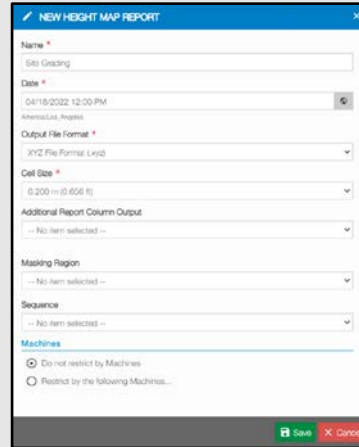 NEW HEIGHT MAP REPORT
Name *
Site Grading
Date *
04/18/2022 12:00 PM
America/Los_Angeles
Output File Format *
XYZ File Format (.xyz)
Cell Size *
0.200 m (0.656 ft)
Additional Report Column Output
-- No item selected --
Masking Region
-- No item selected --
Sequence
-- No item selected --
Machines
Do not restrict by Machines
Restrict by the following Machines...
Save X Cancel